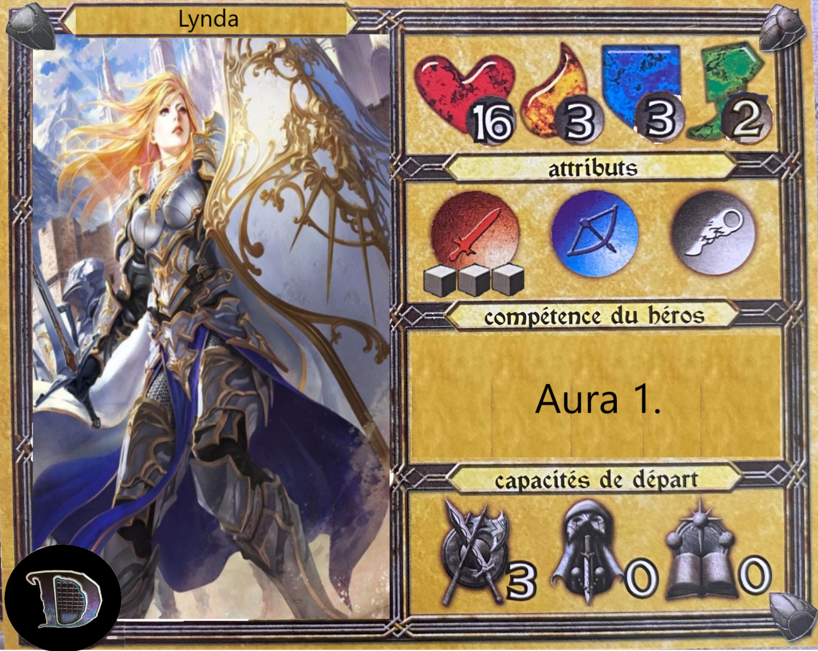 Lynda
16 3 3 2
attributs
compétence du héros
Aura 1.
capacités de départ
3 0 0
D